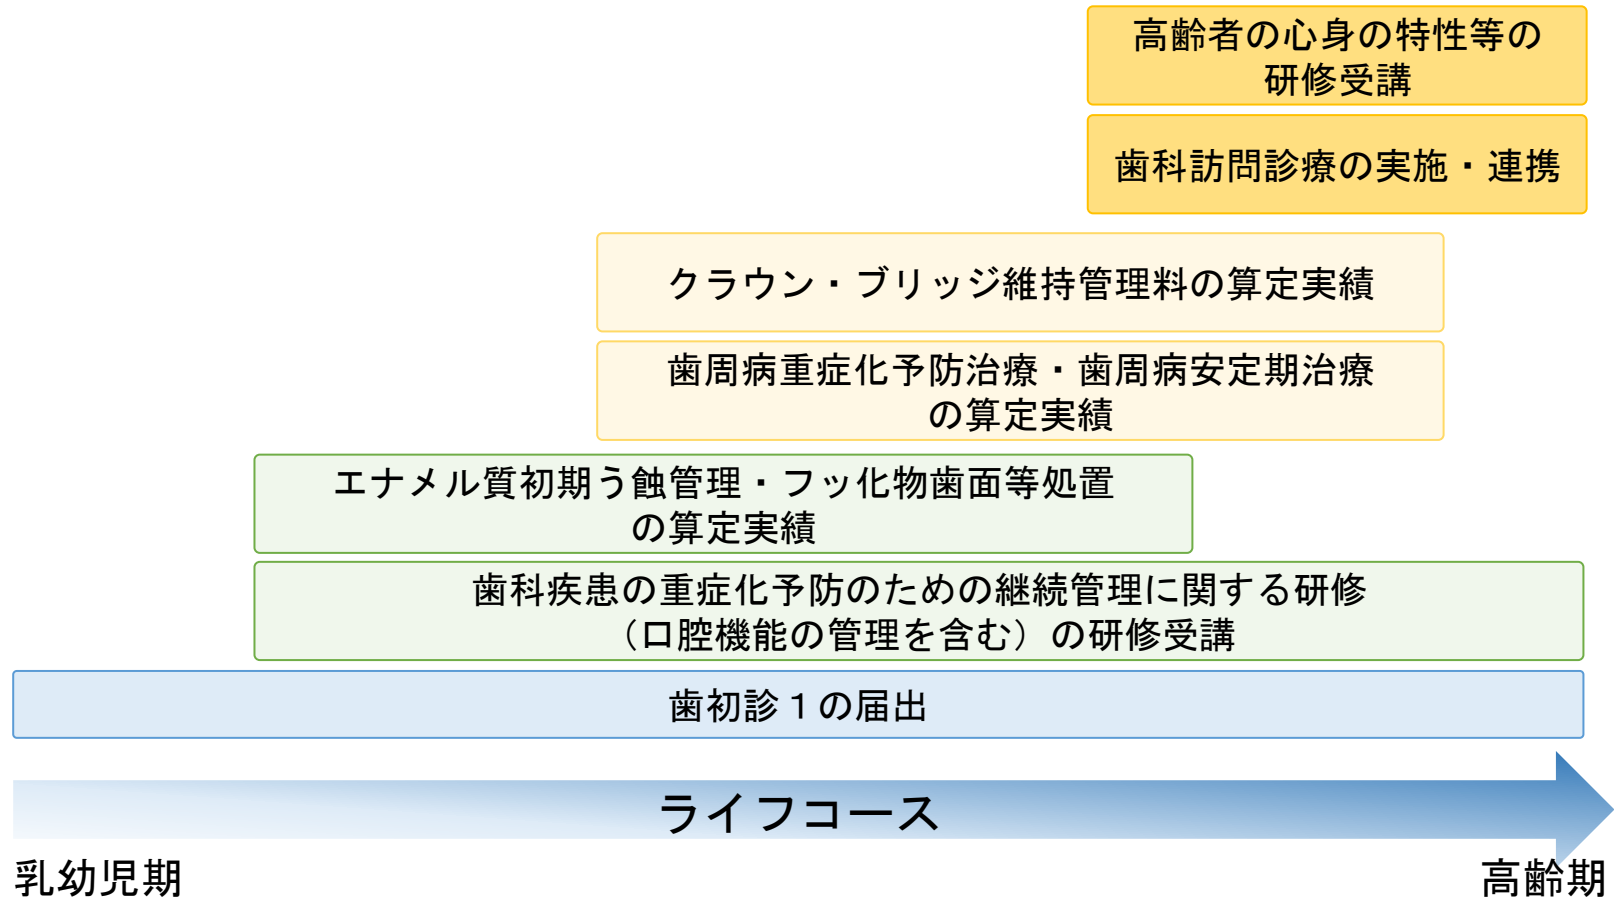 高齢者の心身の特性等の
研修受講
歯科訪問診療の実施・連携
クラウン・ブリッジ維持管理料の算定実績
歯周病重症化予防治療・歯周病安定期治療
の算定実績
エナメル質初期う蝕管理・フッ化物歯面等処置
の算定実績
歯科疾患の重症化予防のための継続管理に関する研修
（口腔機能の管理を含む）の研修受講
歯初診１の届出
ライフコース
乳幼児期
高齢期